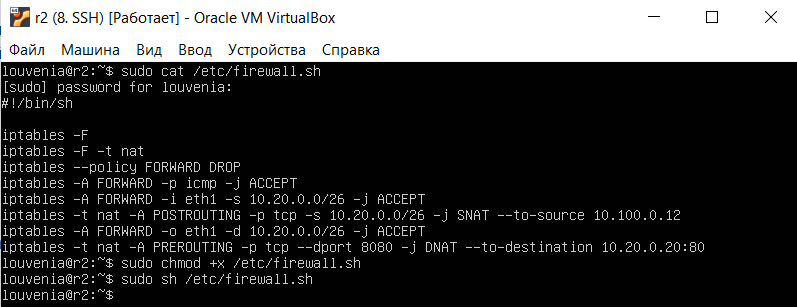 r2 (8. SSH) [Работает] - Oracle VM VirtualBox
Файл Машина Вид Ввод Устройства Справка
louvenia@r2:~$ sudo cat /etc/firewall.sh
[sudo] password for louvenia:
#!/bin/sh
iptables -F
iptables -F -t nat
iptables --policy FORWARD DROP
iptables -A FORWARD -p icmp -j ACCEPT
iptables -A FORWARD -i eth1 -s 10.20.0.0/26 -j ACCEPT
iptables -t nat -A POSTROUTING -p tcp -s 10.20.0.0/26 -j SNAT --to-source 10.100.0.12
iptables -A FORWARD -o eth1 -d 10.20.0.0/26 -j ACCEPT
iptables -t nat -A PREROUTING -p tcp --dport 8080 -j DNAT --to-destination 10.20.0.20:80
louvenia@r2:~$ sudo chmod +x /etc/firewall.sh
louvenia@r2:~$ sudo sh /etc/firewall.sh
louvenia@r2:~$